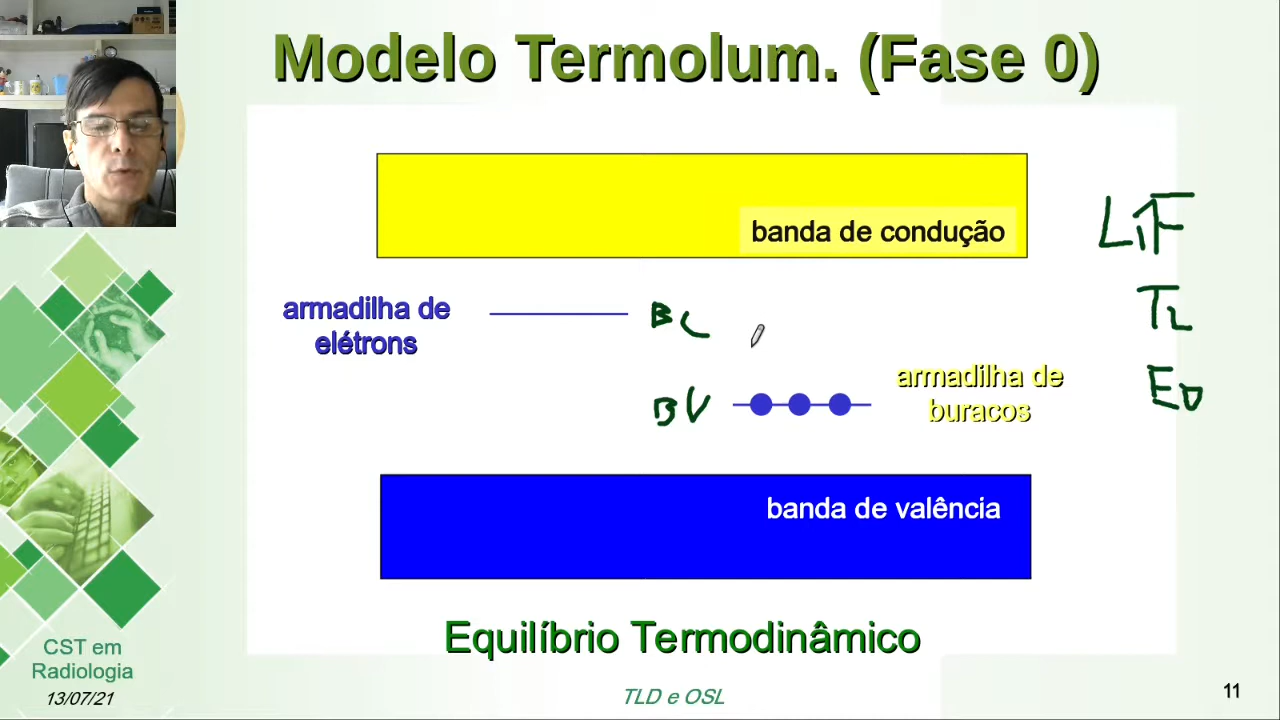 Modelo Termolum. (Fase 0)
banda de condução
LiF
armadilha de
elétrons
BC
TL
armadilha de
buracos
BV
banda de valência
Equilíbrio Termodinâmico
CST em
Radiologia
13/07/21
TLD e OSL
11